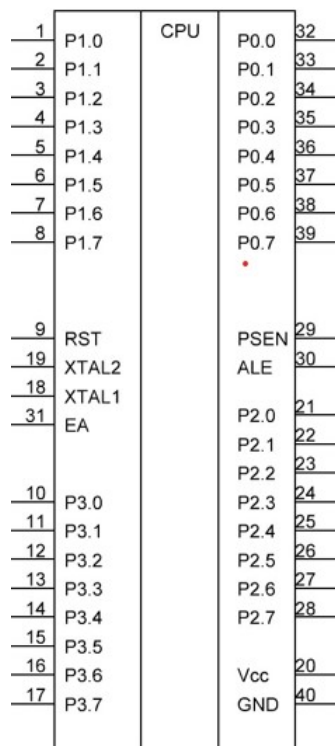 CPU
1 P1.0 P0.0 32
2 P1.1 P0.1 33
3 P1.2 P0.2 34
4 P1.3 P0.3 35
5 P1.4 P0.4 36
6 P1.5 P0.5 37
7 P1.6 P0.6 38
8 P1.7 P0.7 39
9 RST PSEN 29
19 XTAL2 ALE 30
18 XTAL1
31 EA
P2.0 21
P2.1 22
P2.2 23
10 P3.0 P2.3 24
11 P3.1 P2.4 25
12 P3.2 P2.5 26
13 P3.3 P2.6 27
14 P3.4 P2.7 28
15 P3.5
16 P3.6 Vcc 20
17 P3.7 GND 40